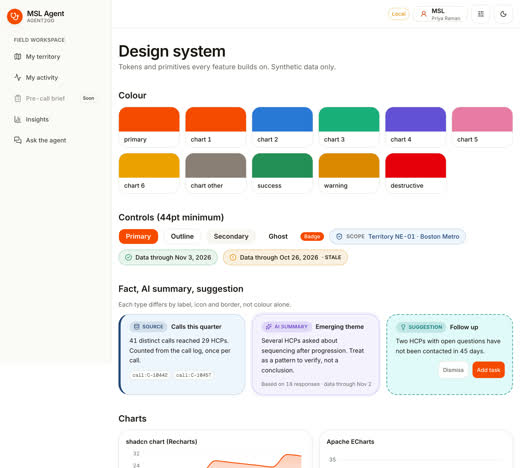 MSL Agent
AGENT2GO
FIELD WORKSPACE
My territory
My activity
Pre-call brief Soon
Insights
Ask the agent
Local
MSL
Priya Raman
Design system
Tokens and primitives every feature builds on. Synthetic data only.
Colour
primary
chart 1
chart 2
chart 3
chart 4
chart 5
chart 6
chart other
success
warning
destructive
Controls (44pt minimum)
Primary Outline Secondary Ghost Badge SCOPE Territory NE-01 · Boston Metro
Data through Nov 3, 2026 Data through Oct 26, 2026 · STALE
Fact, AI summary, suggestion
Each type differs by label, icon and border, not colour alone.
SOURCE Calls this quarter
41 distinct calls reached 29 HCPs.
Counted from the call log, once per
call.
call:C-10442 call:C-10457
AI SUMMARY Emerging theme
Several HCPs asked about
sequencing after progression. Treat
as a pattern to verify, not a
conclusion.
Based on 18 responses · data through Nov 2
SUGGESTION Follow up
Two HCPs with open questions have
not been contacted in 45 days.
Dismiss Add task
Charts
shadcn chart (Recharts)
32
24
Apache ECharts
35